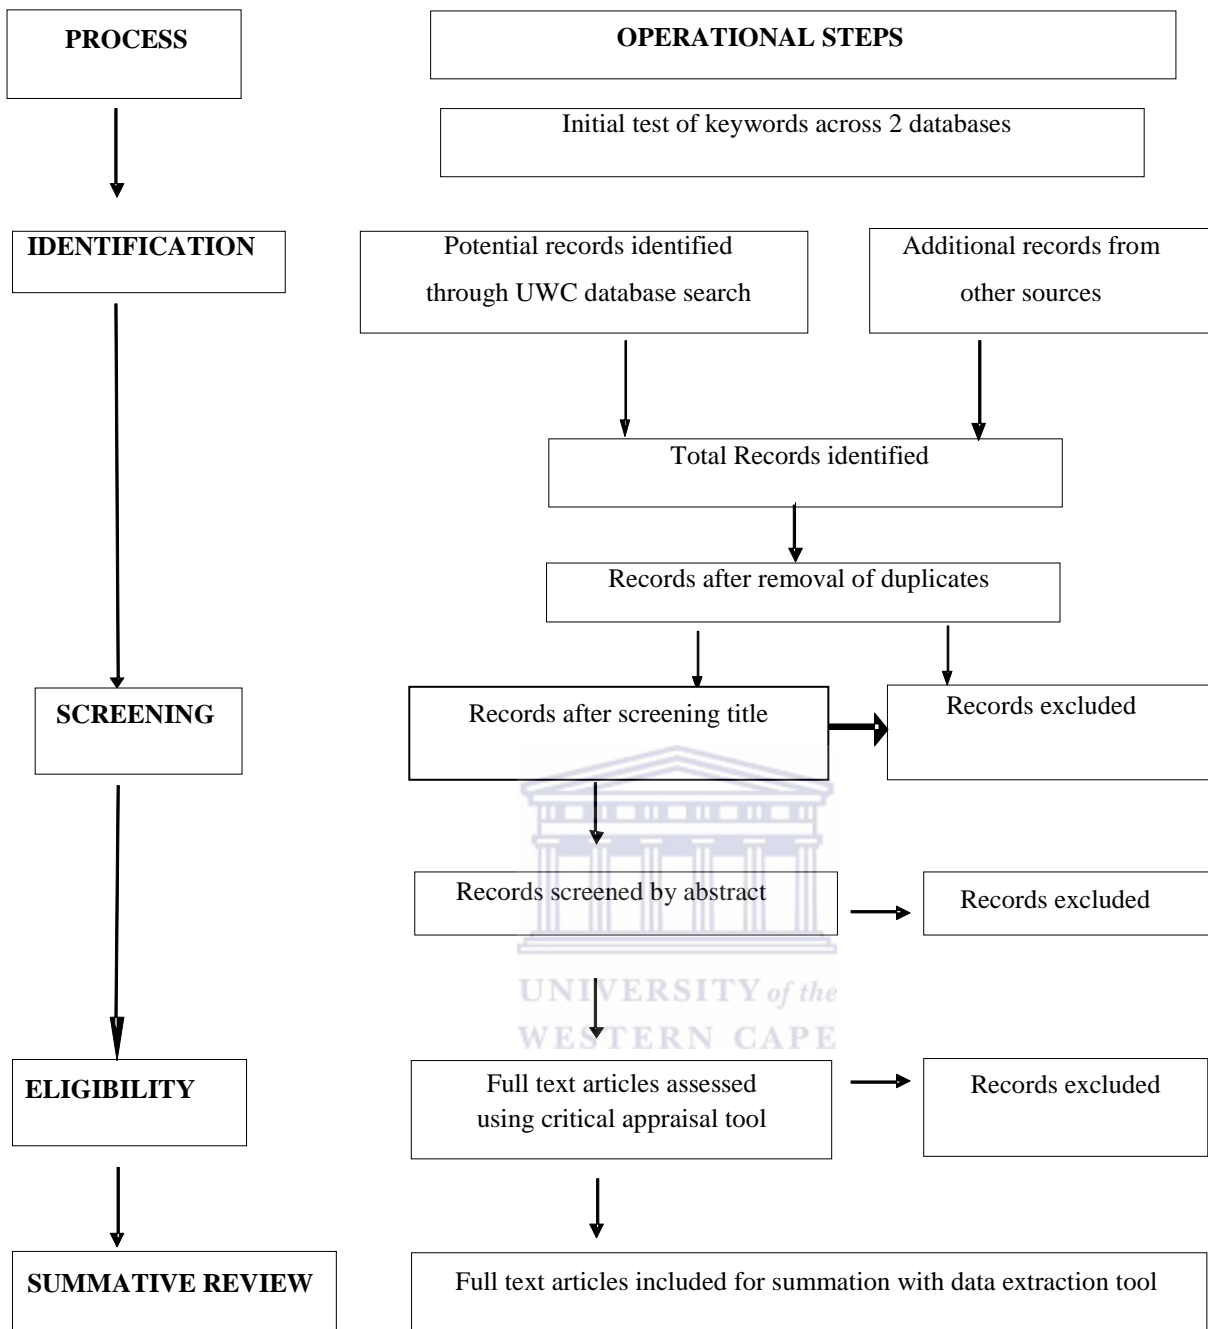 PROCESS
OPERATIONAL STEPS
Initial test of keywords across 2 databases
IDENTIFICATION
Potential records identified
through UWC database search
Additional records from
other sources
Total Records identified
Records after removal of duplicates
SCREENING
Records after screening title
Records excluded
Records screened by abstract
Records excluded
UNIVERSITY of the
WESTERN CAPE
ELIGIBILITY
Full text articles assessed
using critical appraisal tool
Records excluded
SUMMATIVE REVIEW
Full text articles included for summation with data extraction tool